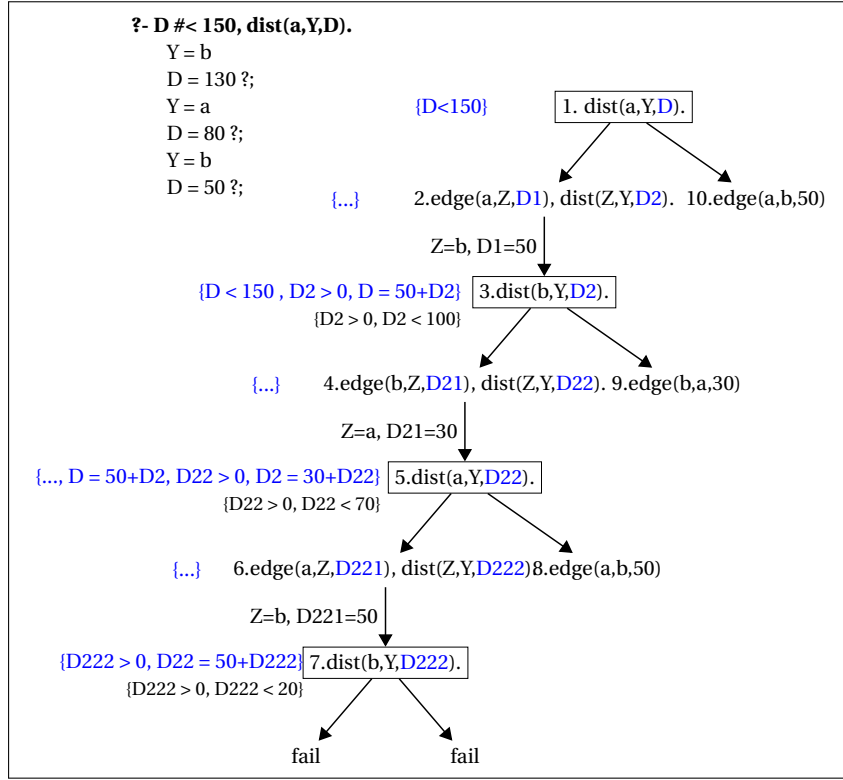 ?- D #< 150, dist(a,Y,D).
Y = b
D = 130 ?;
Y = a
D = 80 ?;
Y = b
D = 50 ?;
{D<150} 1. dist(a,Y,D).
{...} 2.edge(a,Z,D1), dist(Z,Y,D2). 10.edge(a,b,50)
Z=b, D1=50
{D < 150 , D2 > 0, D = 50+D2} 3.dist(b,Y,D2).
{D2 > 0, D2 < 100}
{...} 4.edge(b,Z,D21), dist(Z,Y,D22). 9.edge(b,a,30)
Z=a, D21=30
{..., D = 50+D2, D22 > 0, D2 = 30+D22} 5.dist(a,Y,D22).
{D22 > 0, D22 < 70}
{...} 6.edge(a,Z,D221), dist(Z,Y,D222) 8.edge(a,b,50)
Z=b, D221=50
{D222 > 0, D22 = 50+D222} 7.dist(b,Y,D222).
{D222 > 0, D222 < 20}
fail fail